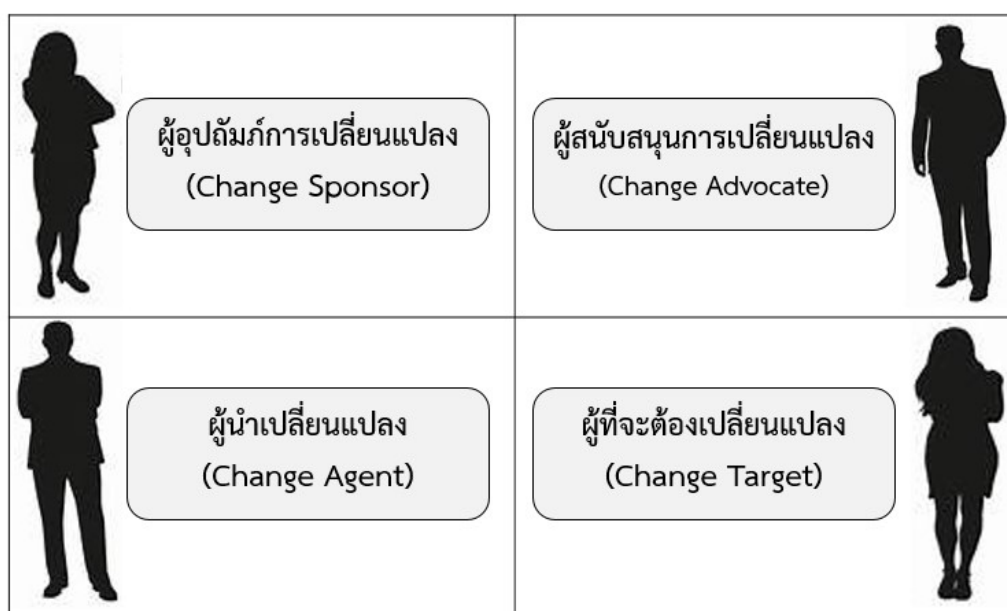 ผู้อุปถัมภ์การเปลี่ยนแปลง
(Change Sponsor)
ผู้สนับสนุนการเปลี่ยนแปลง
(Change Advocate)
ผู้นำเปลี่ยนแปลง
(Change Agent)
ผู้ที่จะต้องเปลี่ยนแปลง
(Change Target)